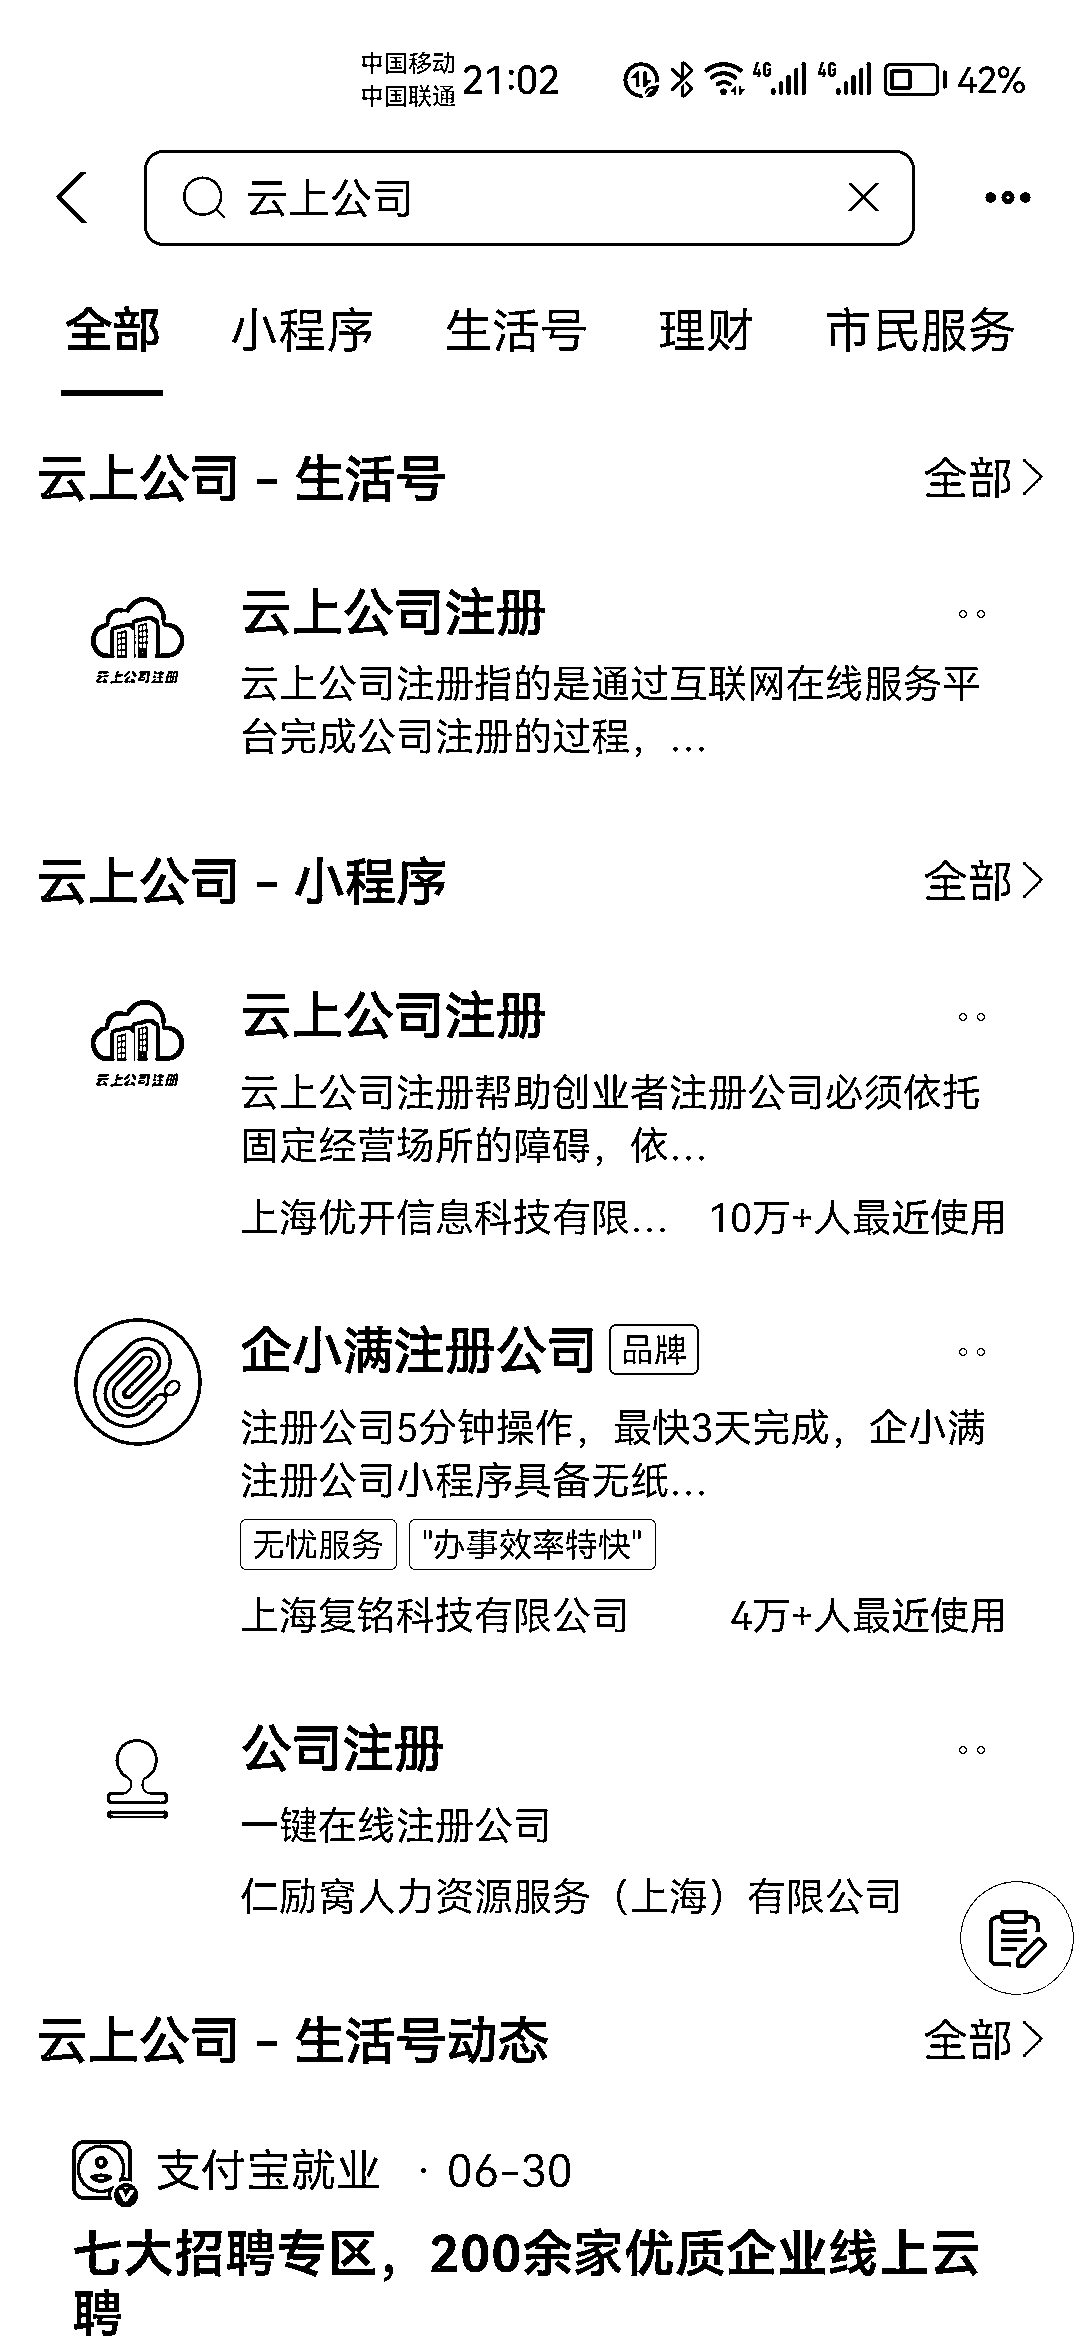 中国移动
中国联通
21:02
4G 4G 42%
云上公司
全部 小程序 生活号 理财 市民服务
云上公司 - 生活号 全部
云上公司注册
云上公司注册
云上公司注册指的是通过互联网在线服务平
台完成公司注册的过程，...
云上公司 - 小程序 全部
云上公司注册
云上公司注册
云上公司注册帮助创业者注册公司必须依托
固定经营场所的障碍，依...
上海优开信息科技有限... 10万+人最近使用
企小满注册公司 品牌
注册公司5分钟操作，最快3天完成，企小满
注册公司小程序具备无纸...
无忧服务 "办事效率特快"
上海复铭科技有限公司 4万+人最近使用
公司注册
一键在线注册公司
仁励窝人力资源服务（上海）有限公司
云上公司 - 生活号动态 全部
支付宝就业 · 06-30
七大招聘专区，200余家优质企业线上云
聘